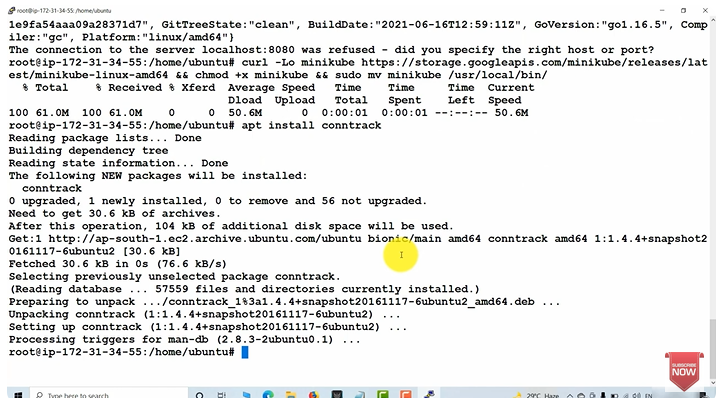 root@ip-172-31-34-55: /home/ubuntu
1e9fa54aaa09a28371d7", GitTreeState:"clean", BuildDate:"2021-06-16T12:59:11Z", GoVersion:"go1.16.5", Comp
iler:"gc", Platform:"linux/amd64"}
The connection to the server localhost:8080 was refused - did you specify the right host or port?
root@ip-172-31-34-55:/home/ubuntu# curl -Lo minikube https://storage.googleapis.com/minikube/releases/lat
est/minikube-linux-amd64 && chmod +x minikube && sudo mv minikube /usr/local/bin/
% Total % Received % Xferd Average Speed Time Time Time Current
Dload Upload Total Spent Left Speed
100 61.0M 100 61.0M 0 0 50.6M 0 0:00:01 0:00:01 --:--:-- 50.6M
root@ip-172-31-34-55:/home/ubuntu# apt install conntrack
Reading package lists... Done
Building dependency tree
Reading state information... Done
The following NEW packages will be installed:
conntrack
0 upgraded, 1 newly installed, 0 to remove and 56 not upgraded.
Need to get 30.6 kB of archives.
After this operation, 104 kB of additional disk space will be used.
Get:1 http://ap-south-1.ec2.archive.ubuntu.com/ubuntu bionic/main amd64 conntrack amd64 1:1.4.4+snapshot2
0161117-6ubuntu2 [30.6 kB]
Fetched 30.6 kB in 0s (76.6 kB/s)
Selecting previously unselected package conntrack.
(Reading database ... 57559 files and directories currently installed.)
Preparing to unpack .../conntrack_1%3a1.4.4+snapshot20161117-6ubuntu2_amd64.deb ...
Unpacking conntrack (1:1.4.4+snapshot20161117-6ubuntu2) ...
Setting up conntrack (1:1.4.4+snapshot20161117-6ubuntu2) ...
Processing triggers for man-db (2.8.3-2ubuntu0.1) ...
root@ip-172-31-34-55:/home/ubuntu#
SUBSCRIBE
NOW
Type here to search
29°C Haze
EN